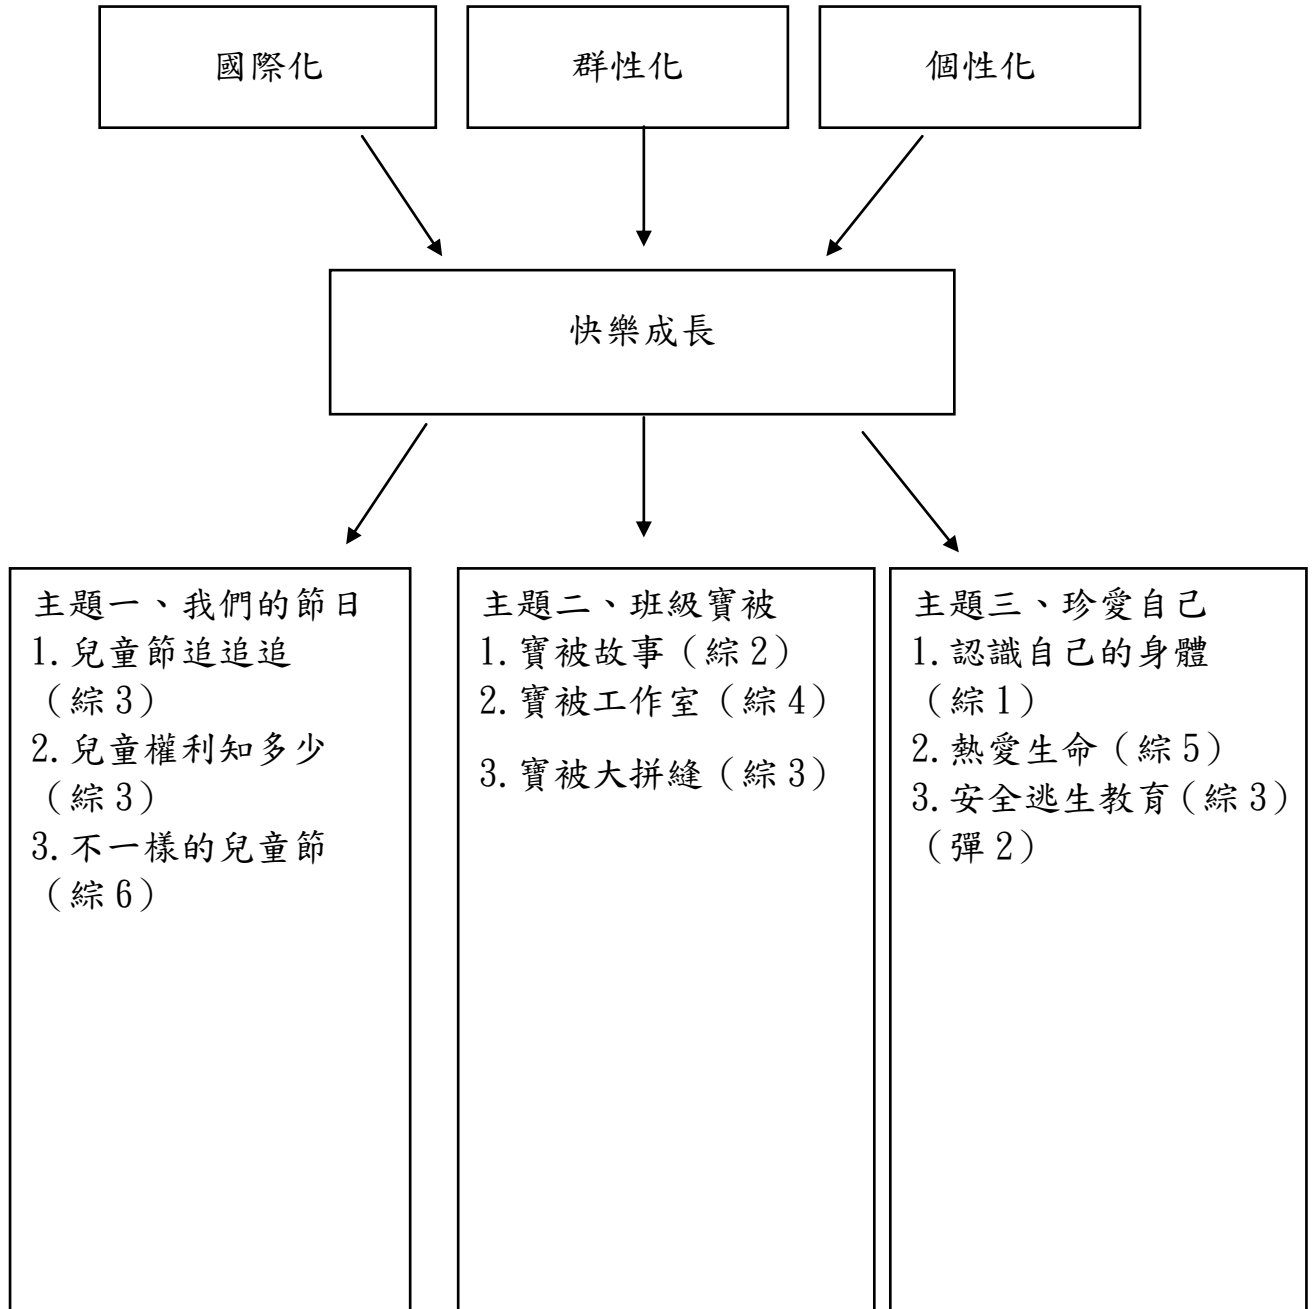 國際化
群性化
個性化
快樂成長
主題一、我們的節日
1.兒童節追追追
（綜3）
2.兒童權利知多少
（綜3）
3.不一樣的兒童節
（綜6）
主題二、班級寶被
1.寶被故事（綜2）
2.寶被工作室（綜4）
3.寶被大拼縫（綜3）
主題三、珍愛自己
1.認識自己的身體
（綜1）
2.熱愛生命（綜5）
3.安全逃生教育（綜3）
（彈2）